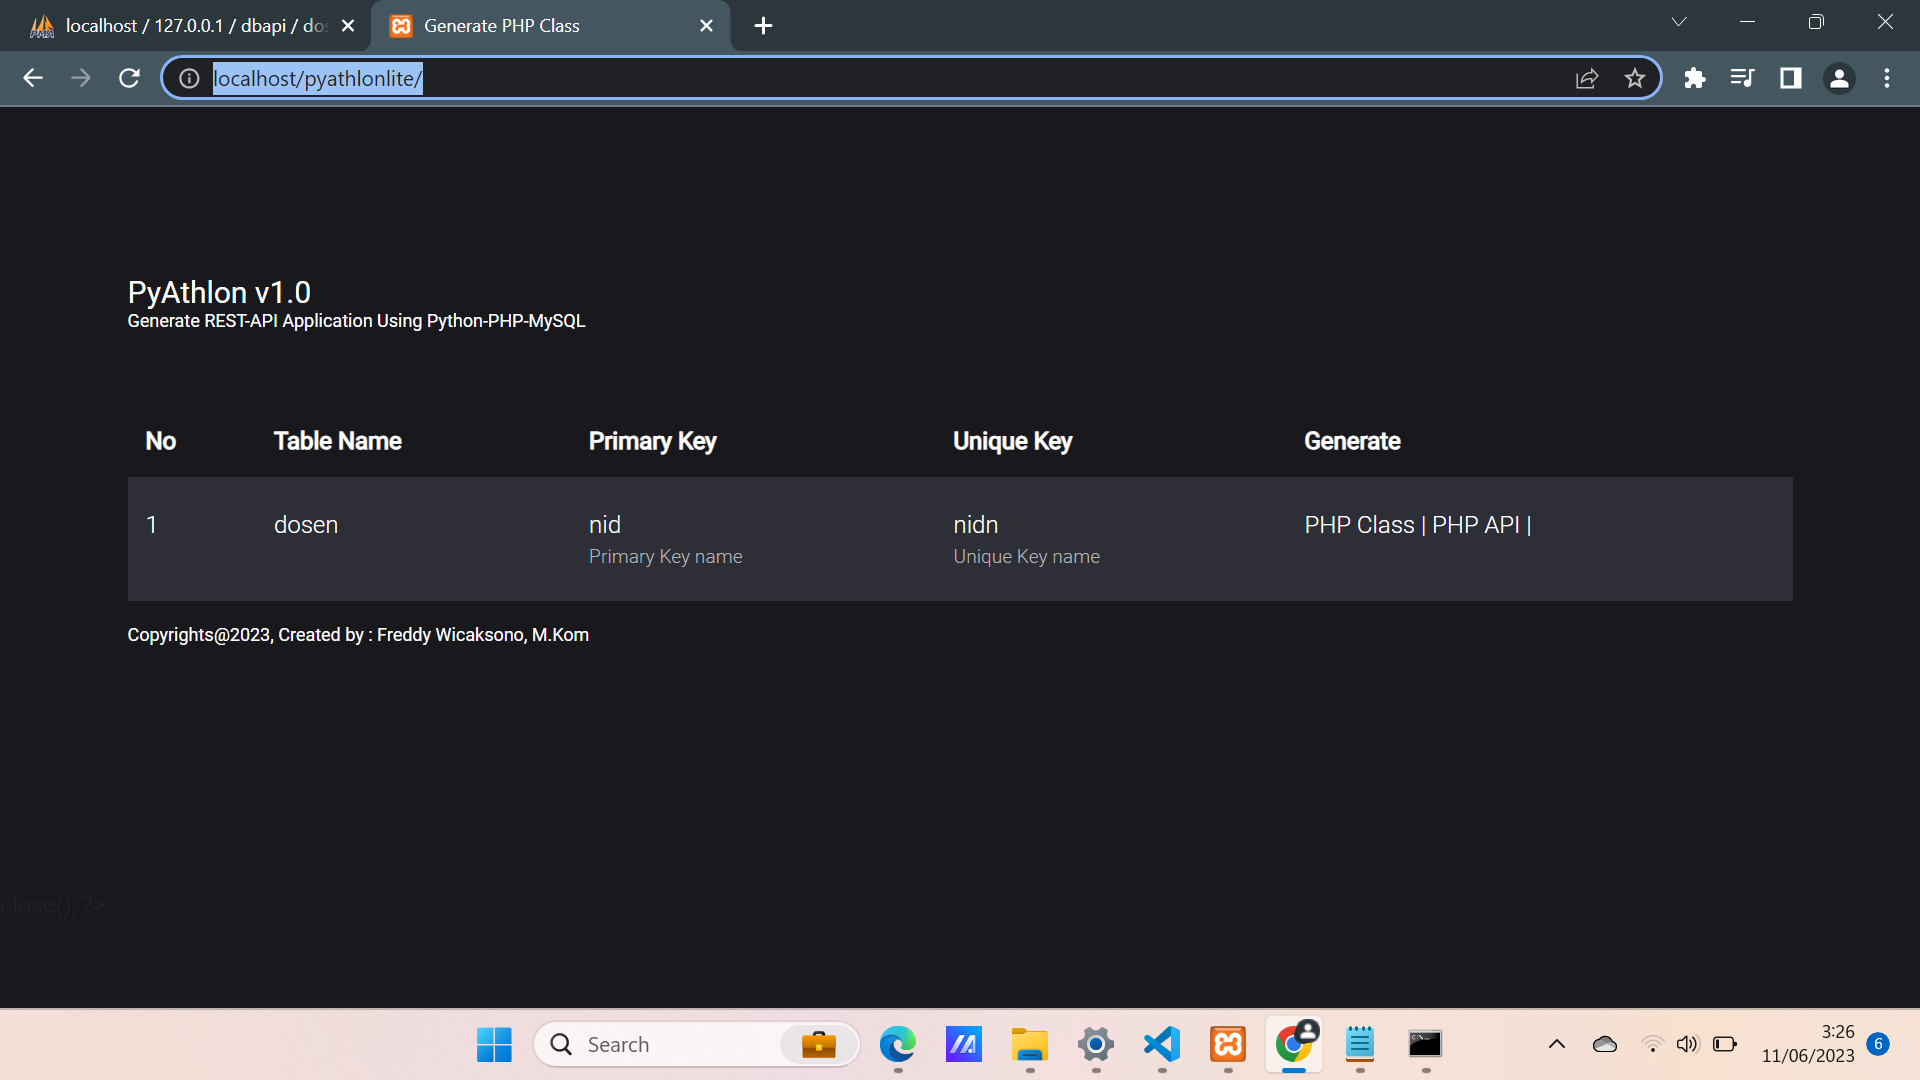 localhost / 127.0.0.1 / dbapi / dos
Generate PHP Class
localhost/pyathlonlite/
PyAthlon v1.0
Generate REST-API Application Using Python-PHP-MySQL
No Table Name Primary Key Unique Key Generate
1 dosen nid nidn PHP Class | PHP API |
Primary Key name Unique Key name
Copyrights@2023, Created by : Freddy Wicaksono, M.Kom
close(); ?>
Search
3:26
11/06/2023
6